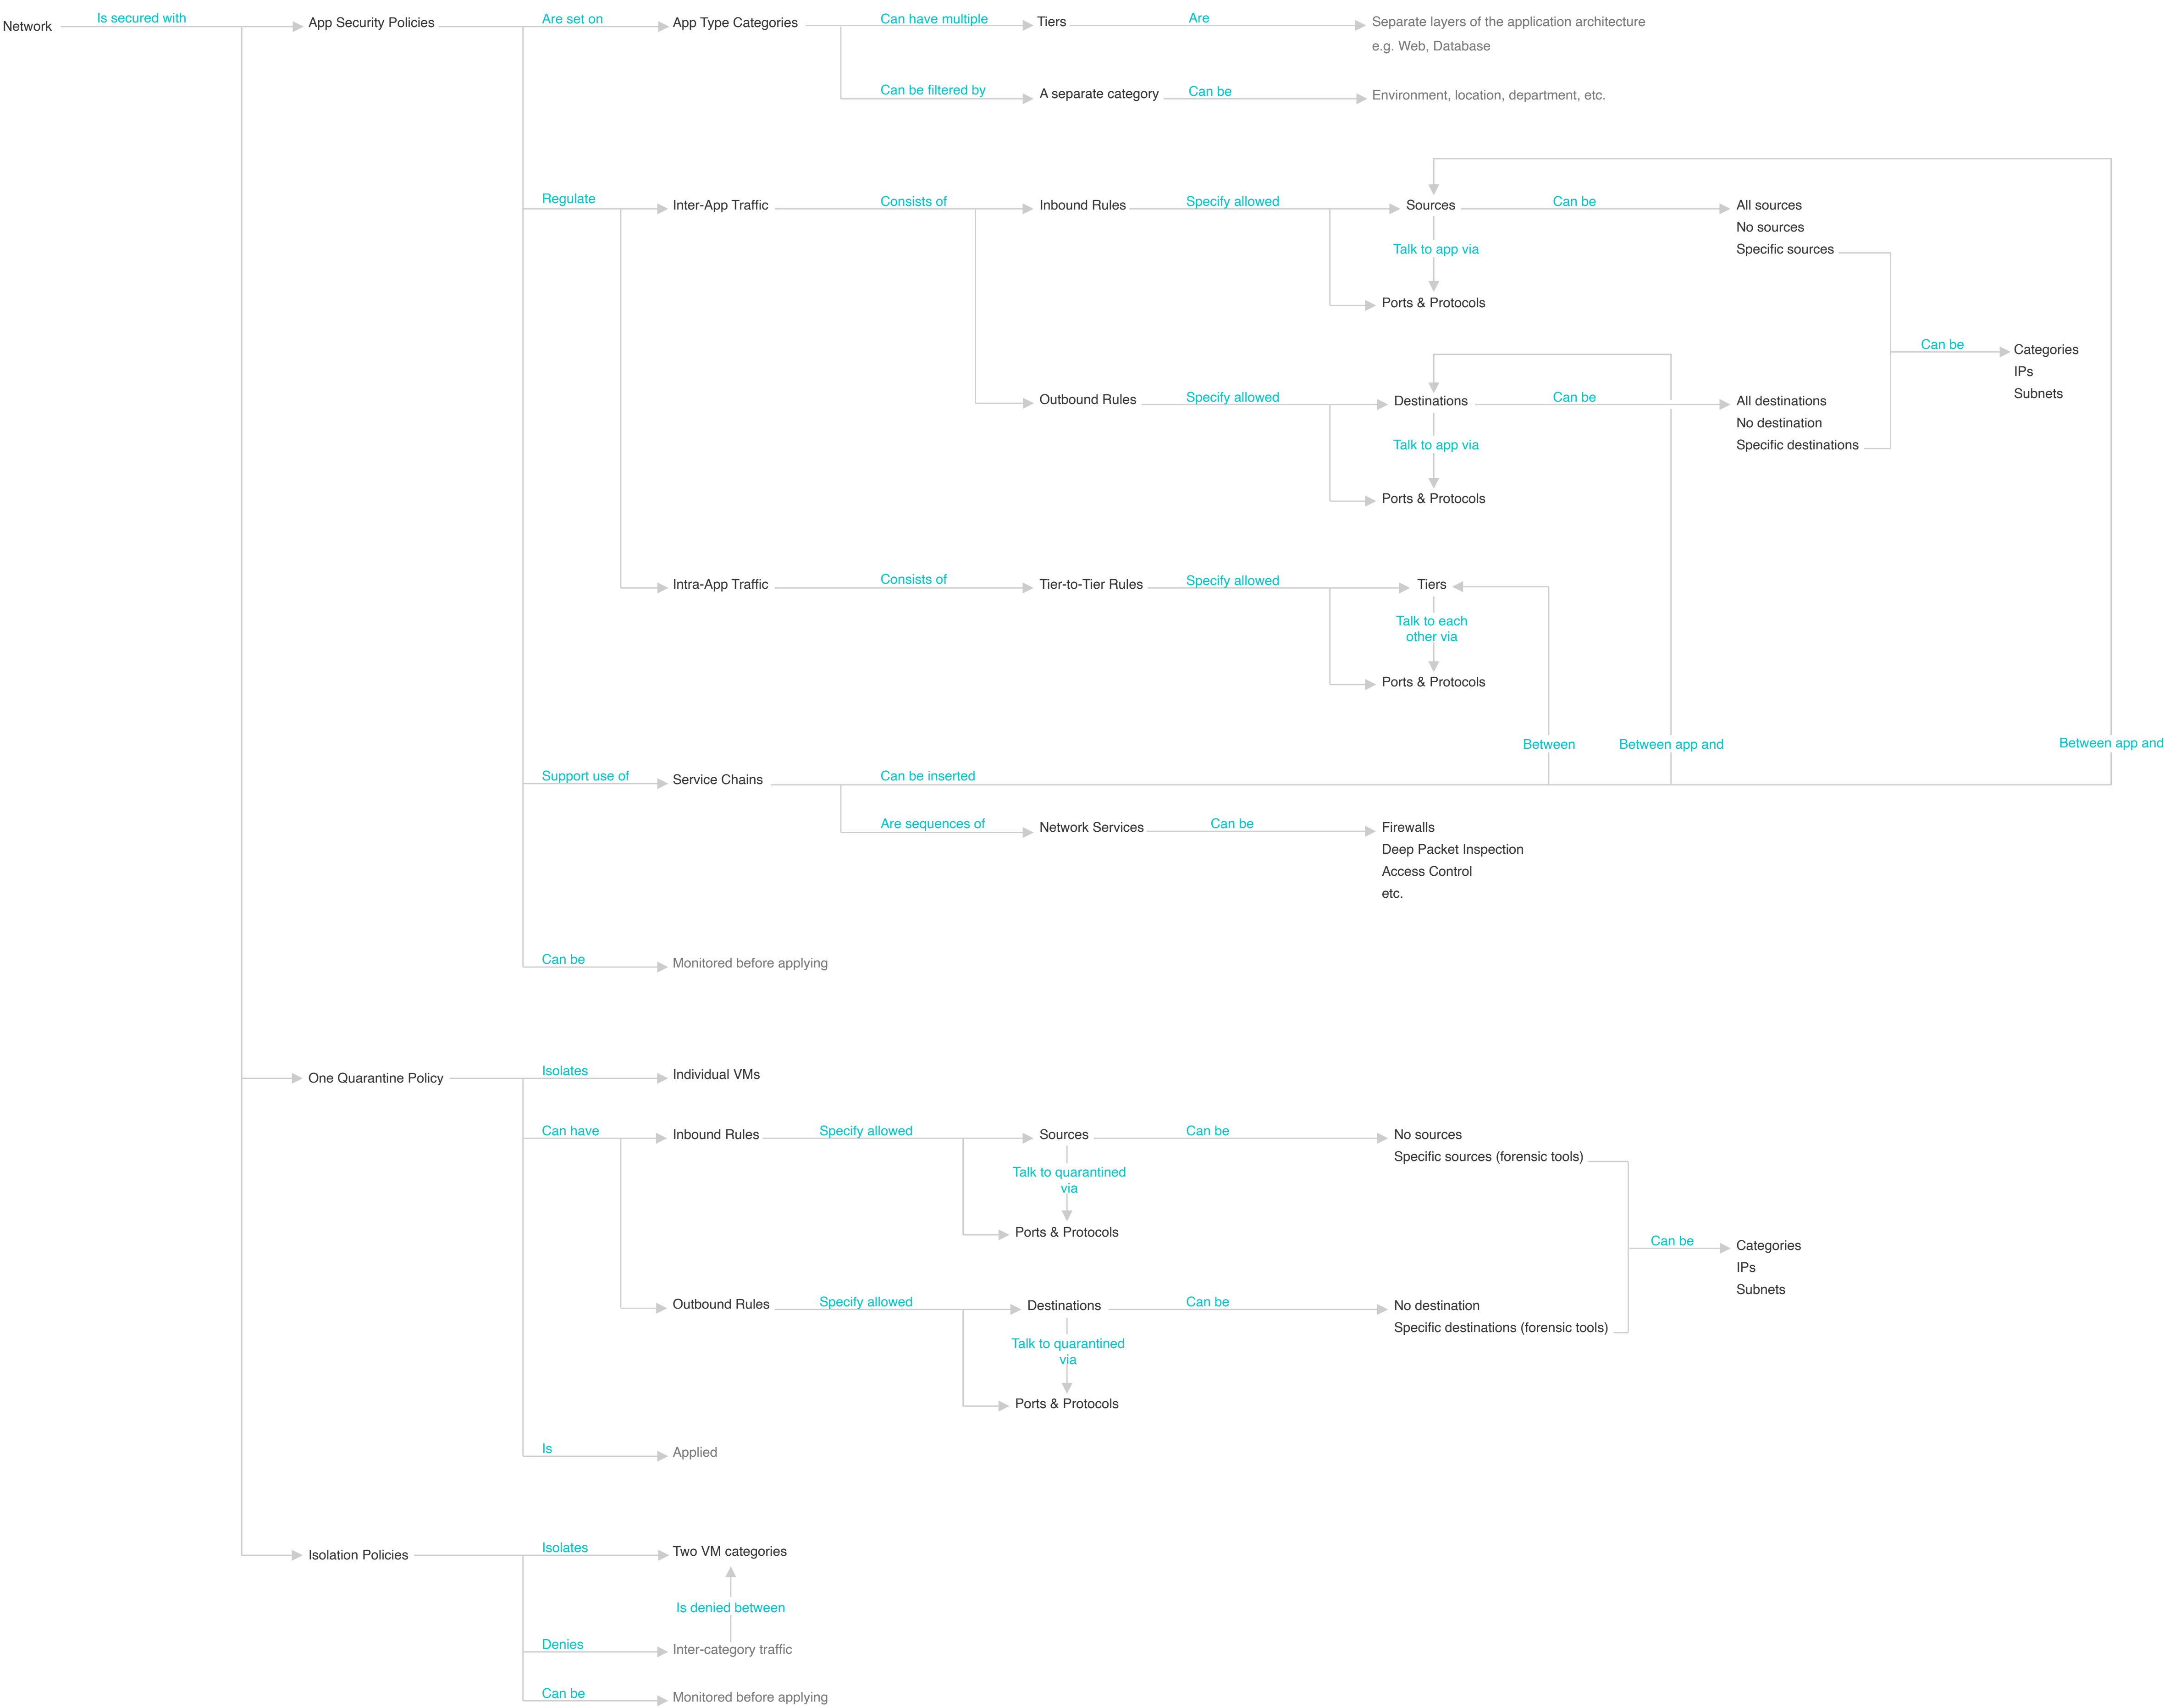 Network
Is secured with
App Security Policies
Are set on
App Type Categories
Can have multiple
Tiers
Are
Separate layers of the application architecture
e.g. Web, Database
Can be filtered by
A separate category
Can be
Environment, location, department, etc.
Regulate
Inter-App Traffic
Consists of
Inbound Rules
Specify allowed
Sources
Can be
All sources
No sources
Specific sources
Talk to app via
Ports & Protocols
Can be
Categories
IPs
Subnets
Outbound Rules
Specify allowed
Destinations
Can be
All destinations
No destination
Specific destinations
Talk to app via
Ports & Protocols
Intra-App Traffic
Consists of
Tier-to-Tier Rules
Specify allowed
Tiers
Talk to each
other via
Ports & Protocols
Between
Between app and
Between app and
Support use of
Service Chains
Can be inserted
Are sequences of
Network Services
Can be
Firewalls
Deep Packet Inspection
Access Control
etc.
Can be
Monitored before applying
One Quarantine Policy
Isolates
Individual VMs
Can have
Inbound Rules
Specify allowed
Sources
Can be
No sources
Specific sources (forensic tools)
Talk to quarantined
via
Ports & Protocols
Can be
Categories
IPs
Subnets
Outbound Rules
Specify allowed
Destinations
Can be
No destination
Specific destinations (forensic tools)
Talk to quarantined
via
Ports & Protocols
Is
Applied
Isolation Policies
Isolates
Two VM categories
Is denied between
Denies
Inter-category traffic
Can be
Monitored before applying